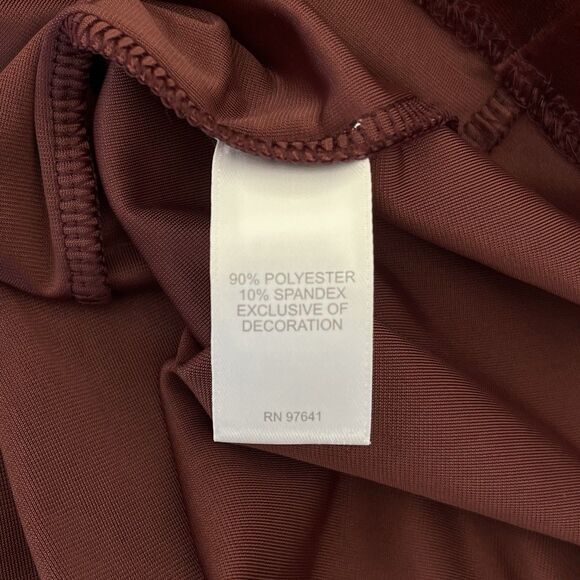 90% POLYESTER
10% SPANDEX
EXCLUSIVE OF
DECORATION
RN 97641